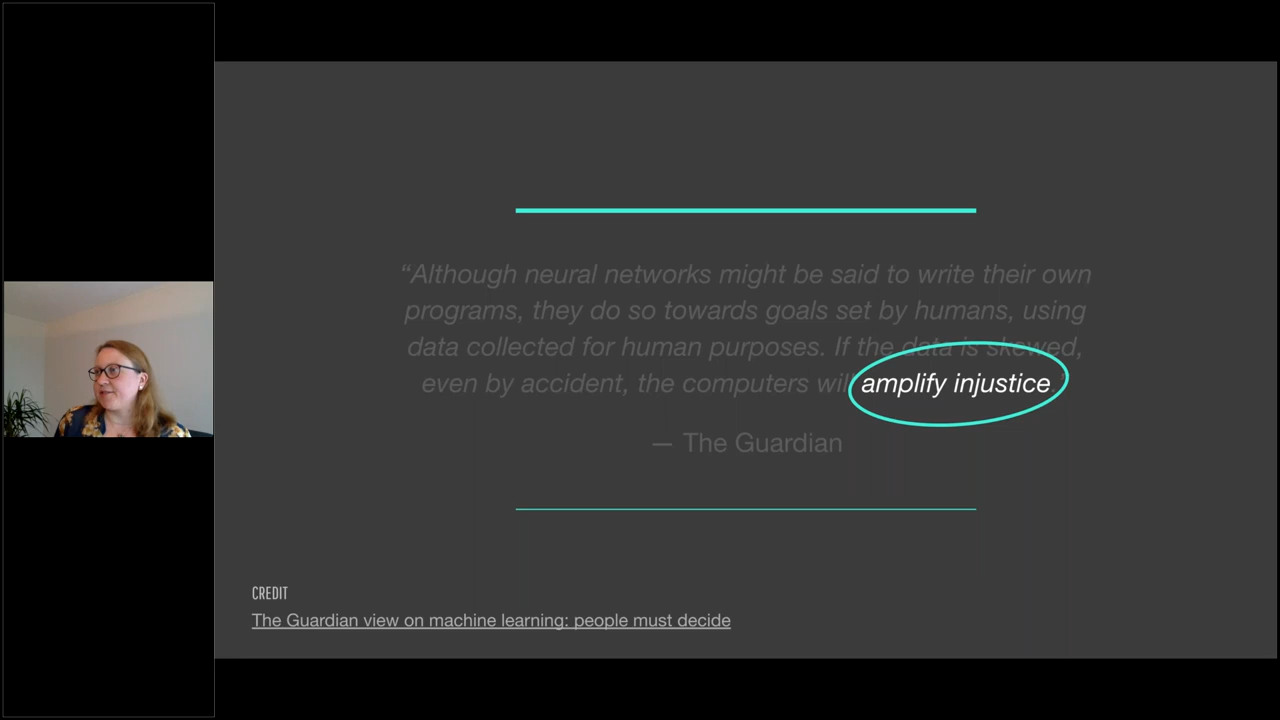 “Although neural networks might be said to write their own
programs, they do so towards goals set by humans, using
data collected for human purposes. If the data is skewed,
even by accident, the computers will amplify injustice.”
— The Guardian
CREDIT
The Guardian view on machine learning: people must decide